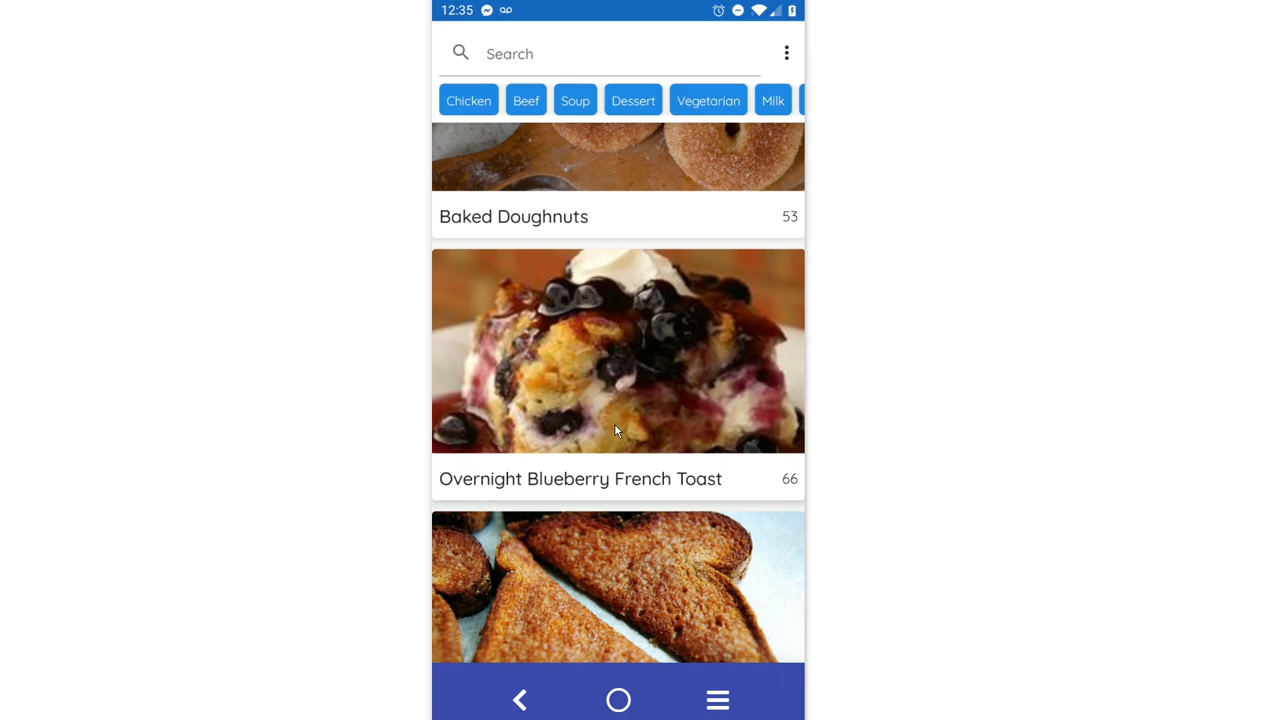 12:35
Search
Chicken Beef Soup Dessert Vegetarian Milk
Baked Doughnuts 53
Overnight Blueberry French Toast 66